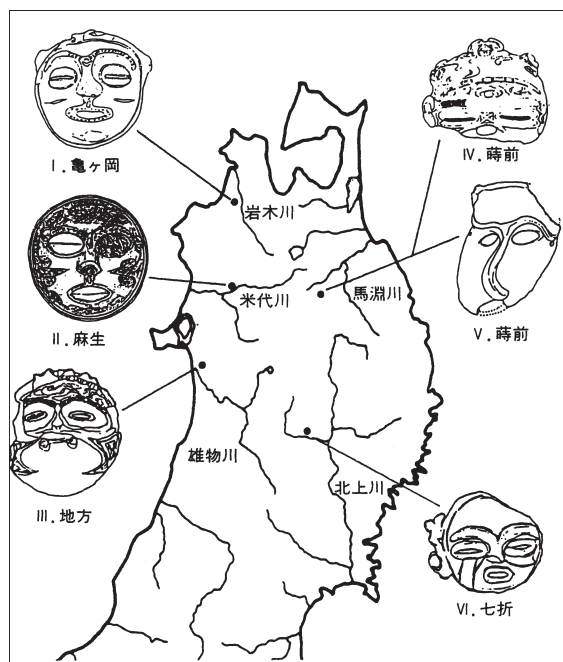 I.亀ヶ岡
IV.蒔前
岩木川
II.麻生
米代川
馬淵川
V.蒔前
III.地方
雄物川
北上川
VI.七折